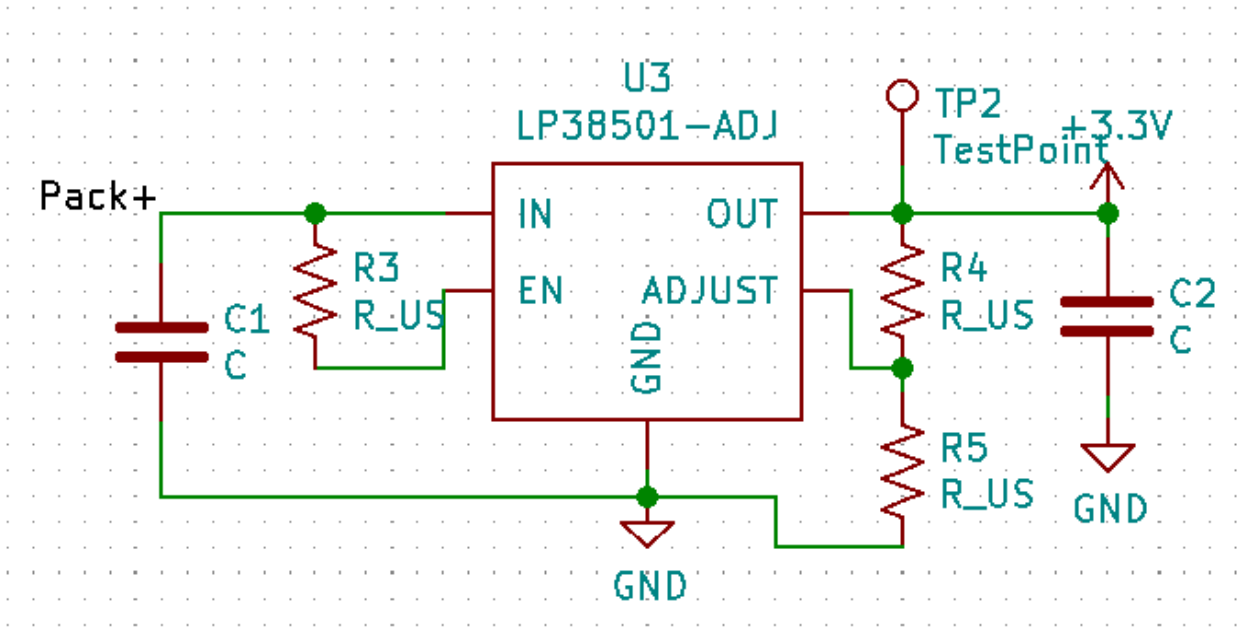 U3
LP38501-ADJ
TP2
TestPoint
+3.3V
Pack+
IN
OUT
EN
ADJUST
GND
R3
R_US
R4
R_US
C1
C
C2
C
R5
R_US
GND
GND